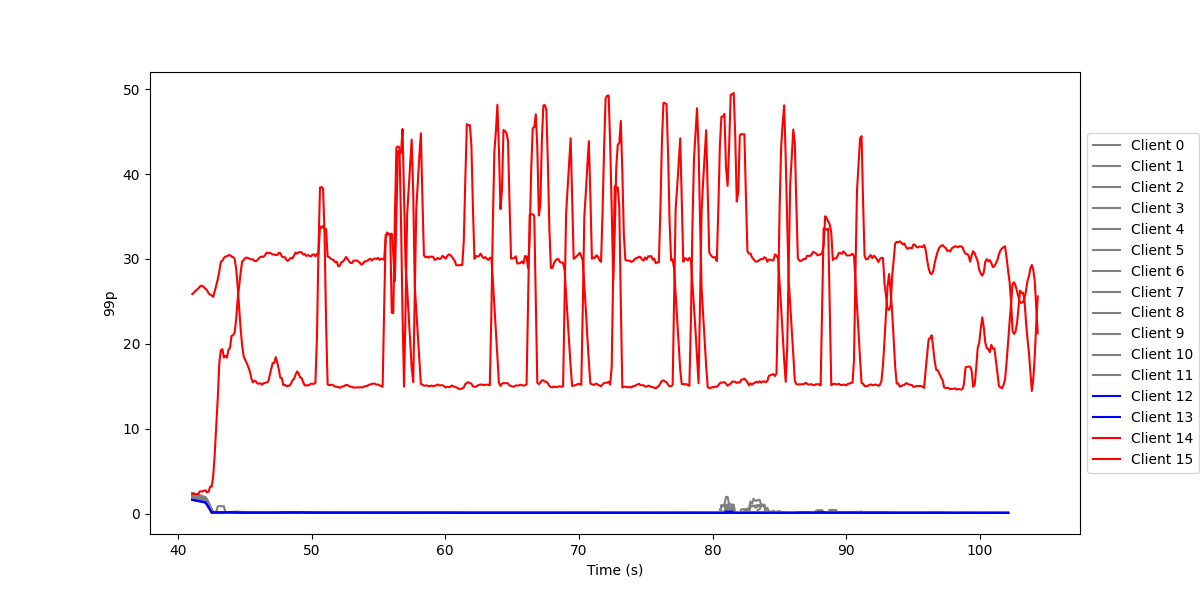 50
40
30
20
10
0
99p
40 50 60 70 80 90 100
Time (s)
Client 0
Client 1
Client 2
Client 3
Client 4
Client 5
Client 6
Client 7
Client 8
Client 9
Client 10
Client 11
Client 12
Client 13
Client 14
Client 15